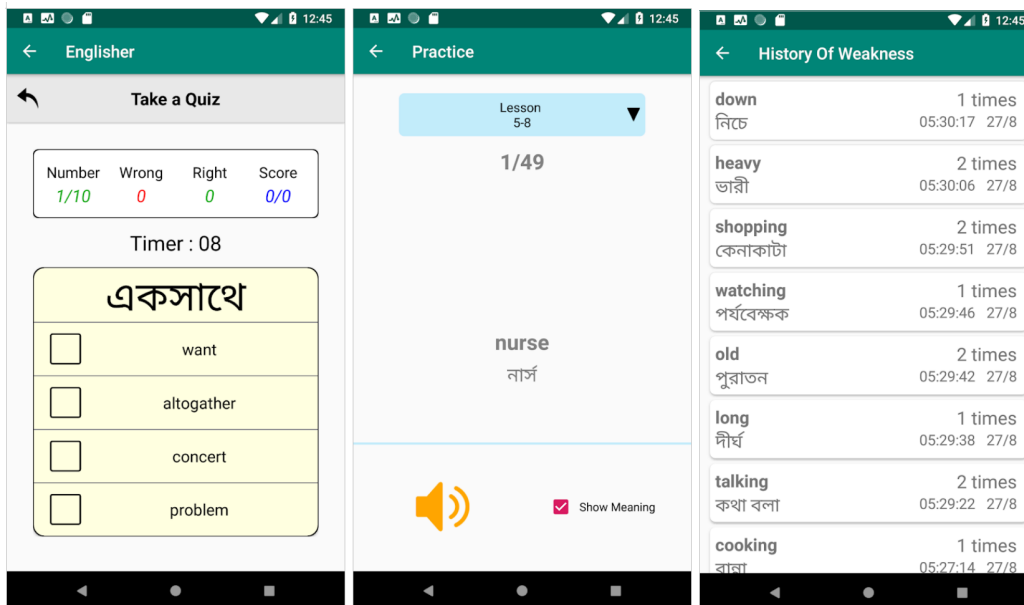 12:45
Englisher
Take a Quiz
Number Wrong Right Score
1/10 0 0 0/0
Timer : 08
একসাথে
want
altogather
concert
problem
12:45
Practice
Lesson
5-8
1/49
nurse
নার্স
Show Meaning
12:45
History Of Weakness
down 1 times
নিচে 05:30:17 27/8
heavy 2 times
ভারী 05:30:06 27/8
shopping 2 times
কেনাকাটা 05:29:51 27/8
watching 1 times
পর্যবেক্ষক 05:29:46 27/8
old 2 times
পুরাতন 05:29:42 27/8
long 1 times
দীর্ঘ 05:29:38 27/8
talking 2 times
কথা বলা 05:29:22 27/8
cooking 1 times
রান্না 05:27:14 27/8